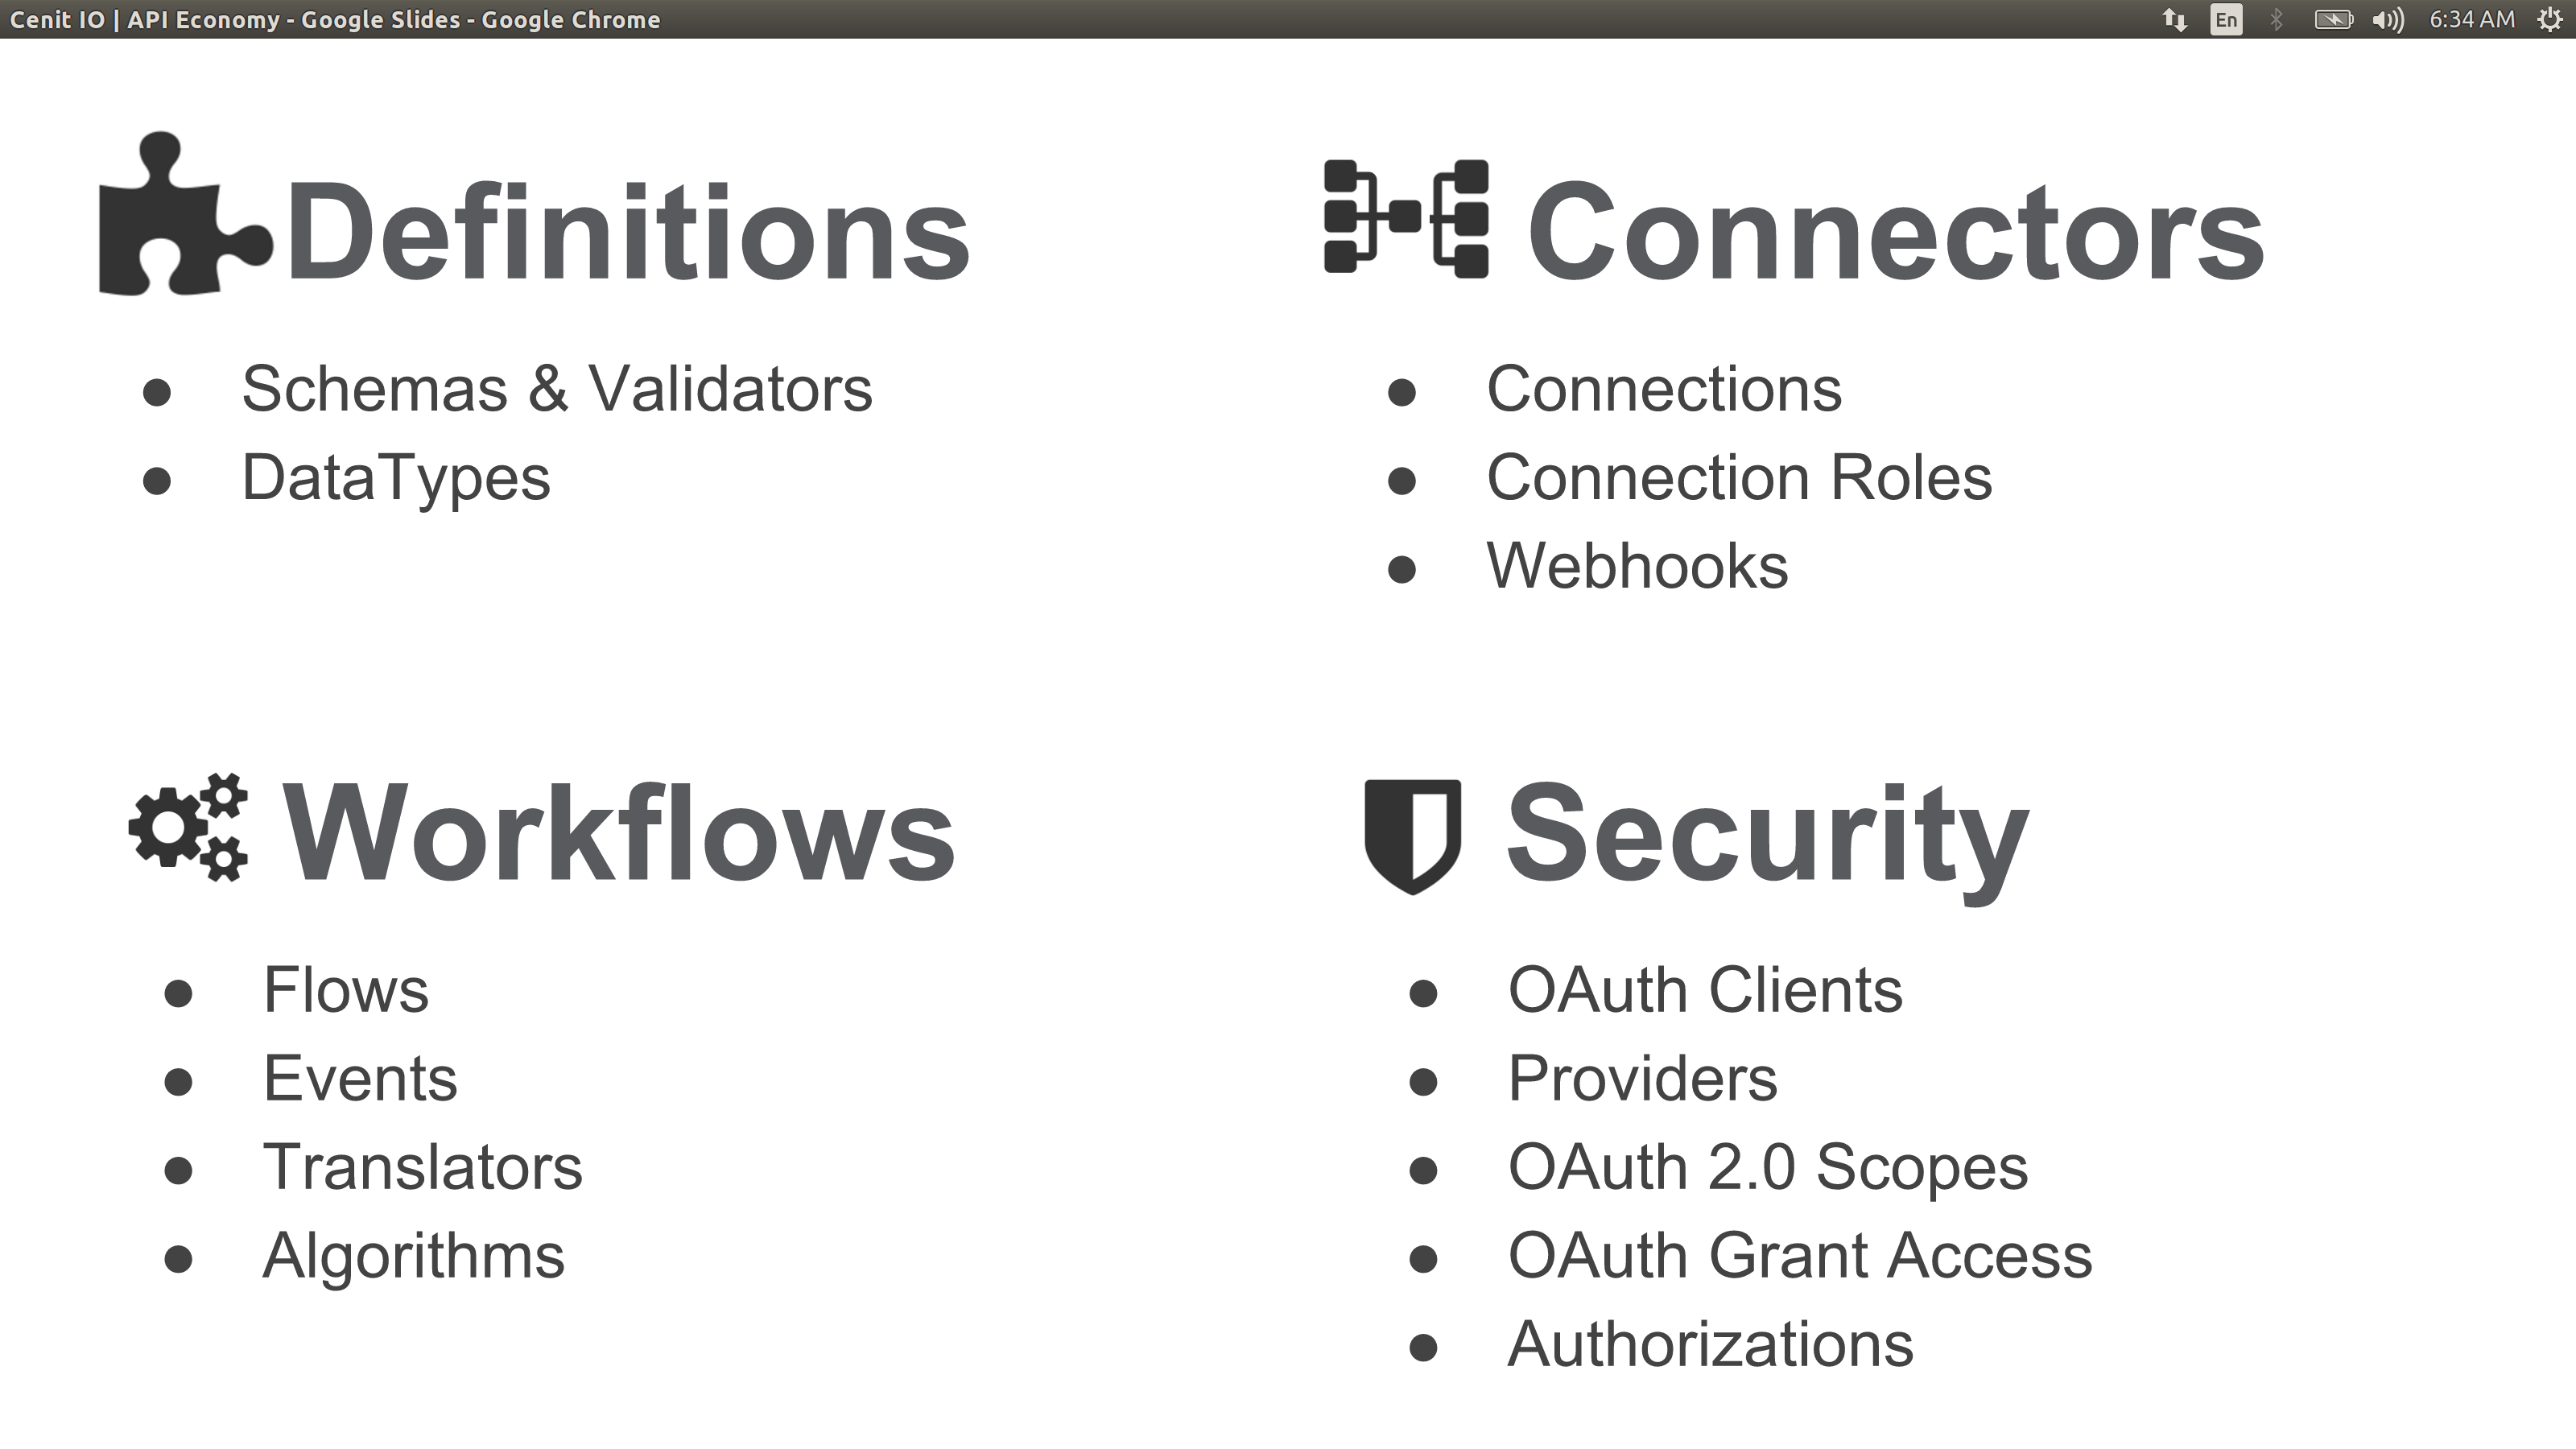 Cenit IO | API Economy - Google Slides - Google Chrome
En
6:34 AM
Definitions
● Schemas & Validators
● DataTypes
Connectors
● Connections
● Connection Roles
● Webhooks
Workflows
● Flows
● Events
● Translators
● Algorithms
Security
● OAuth Clients
● Providers
● OAuth 2.0 Scopes
● OAuth Grant Access
● Authorizations